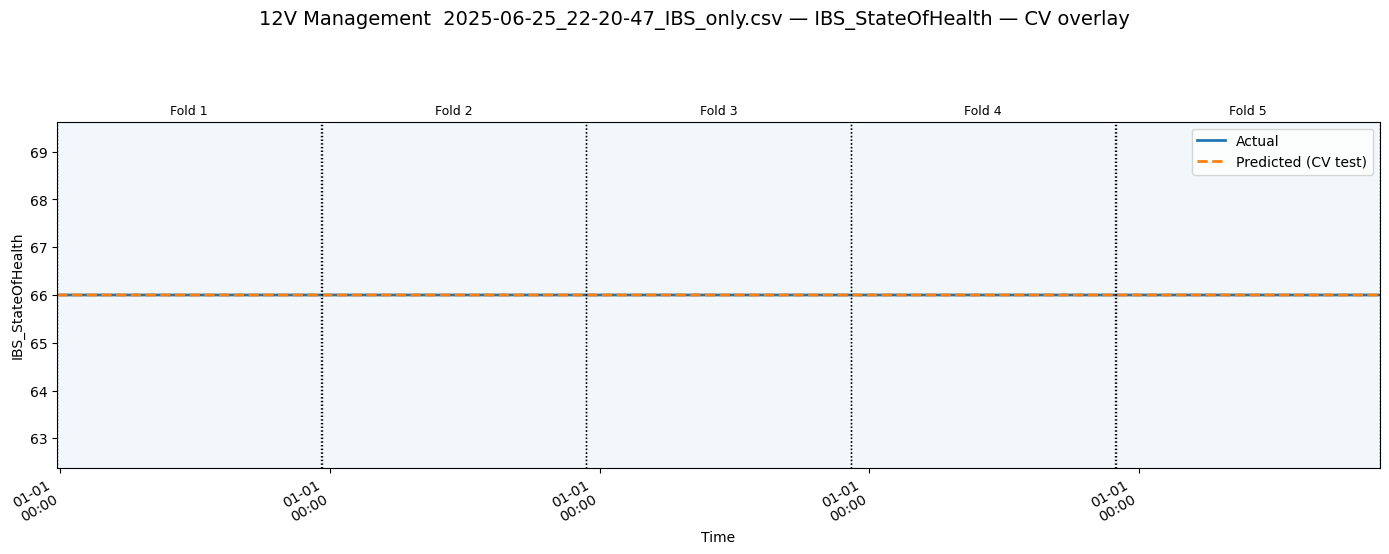 12V Management  2025-06-25_22-20-47_IBS_only.csv — IBS_StateOfHealth — CV overlay
Fold 1
Fold 2
Fold 3
Fold 4
Fold 5
Actual
Predicted (CV test)
IBS_StateOfHealth
69
68
67
66
65
64
63
01-01
00:00
01-01
00:00
01-01
00:00
01-01
00:00
01-01
00:00
Time